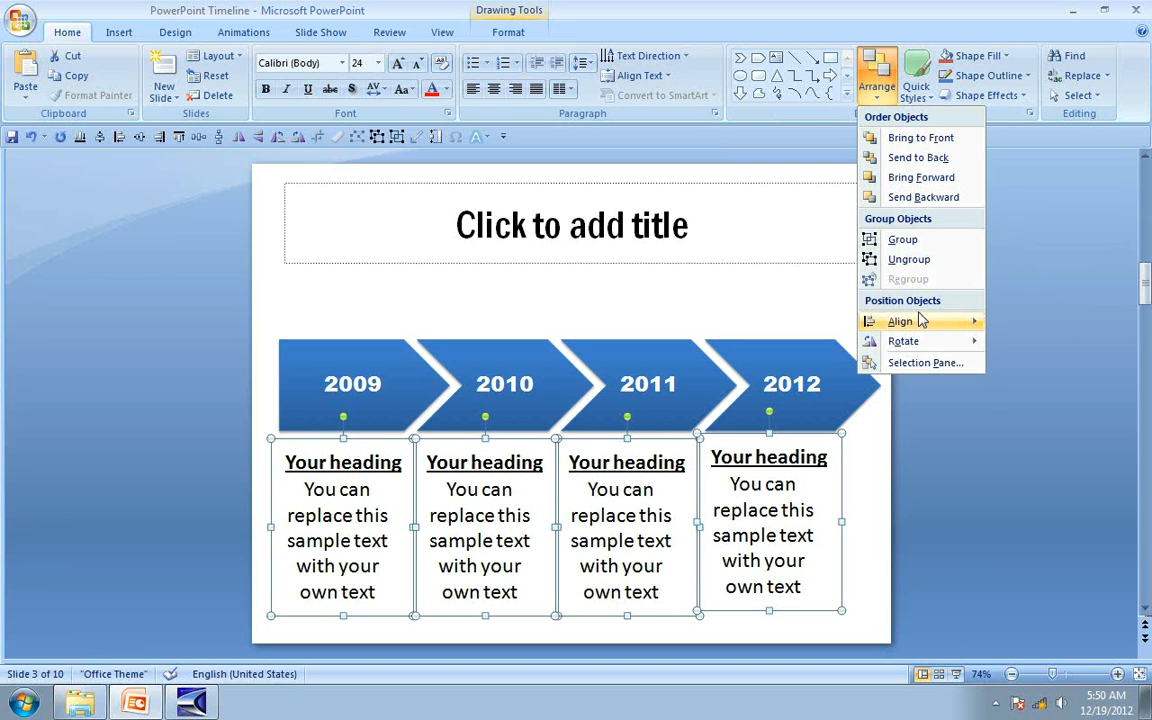 PowerPoint Timeline - Microsoft PowerPoint
Drawing Tools
Home Insert Design Animations Slide Show Review View Format
Paste
Cut
Copy
Format Painter
Clipboard
New Slide
Layout
Reset
Delete
Slides
Calibri (Body) 24
B I U abc S AV Aa A
Font
Text Direction
Align Text
Convert to SmartArt
Paragraph
Arrange
Quick Styles
Shape Fill
Shape Outline
Shape Effects
Find
Replace
Select
Editing
Order Objects
Bring to Front
Send to Back
Bring Forward
Send Backward
Group Objects
Group
Ungroup
Regroup
Position Objects
Align
Rotate
Selection Pane...
Click to add title
2009 2010 2011 2012
Your heading
You can
replace this
sample text
with your
own text
Your heading
You can
replace this
sample text
with your
own text
Your heading
You can
replace this
sample text
with your
own text
Your heading
You can
replace this
sample text
with your
own text
Slide 3 of 10 "Office Theme" English (United States) 74%
5:50 AM
12/19/2012